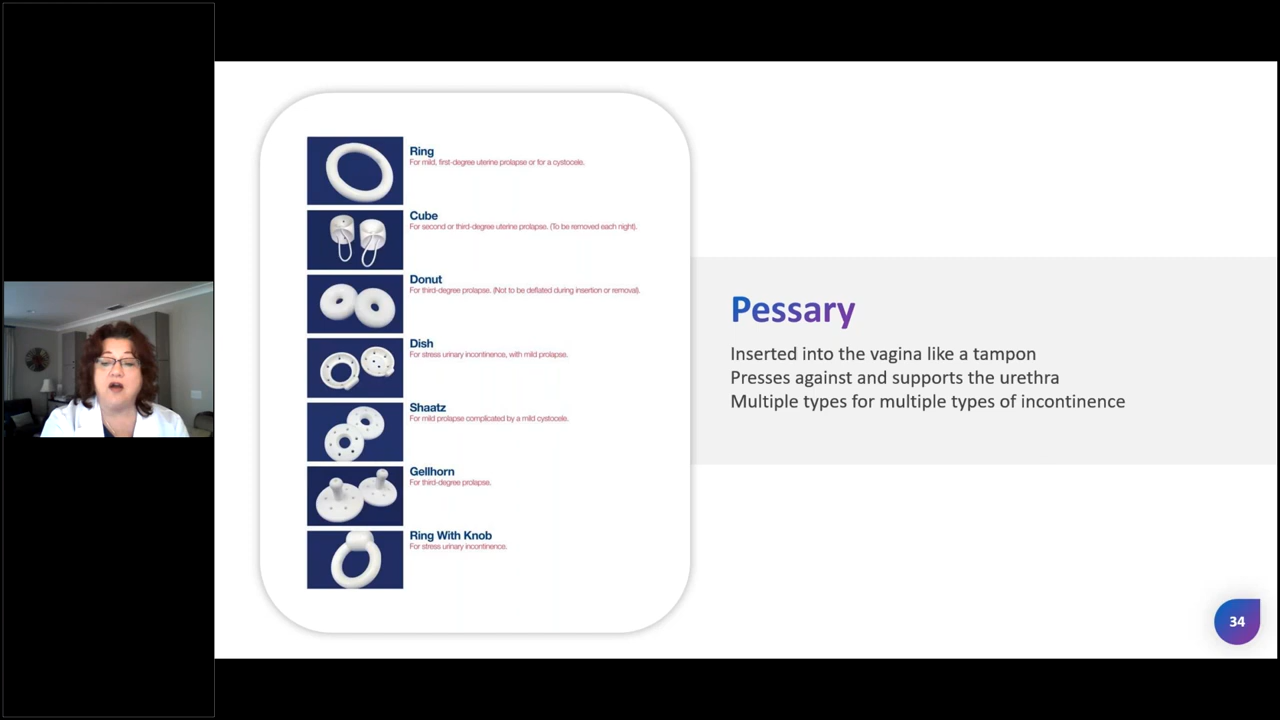 Ring
For mild, first-degree uterine prolapse or for a cystocele.
Cube
For second or third-degree uterine prolapse. (To be removed each night).
Donut
For third-degree prolapse. (Not to be deflated during insertion or removal).
Dish
For stress urinary incontinence, with mild prolapse.
Shaatz
For mild prolapse complicated by a mild cystocele.
Gellhorn
For third-degree prolapse.
Ring With Knob
For stress urinary incontinence.
Pessary
Inserted into the vagina like a tampon
Presses against and supports the urethra
Multiple types for multiple types of incontinence
34